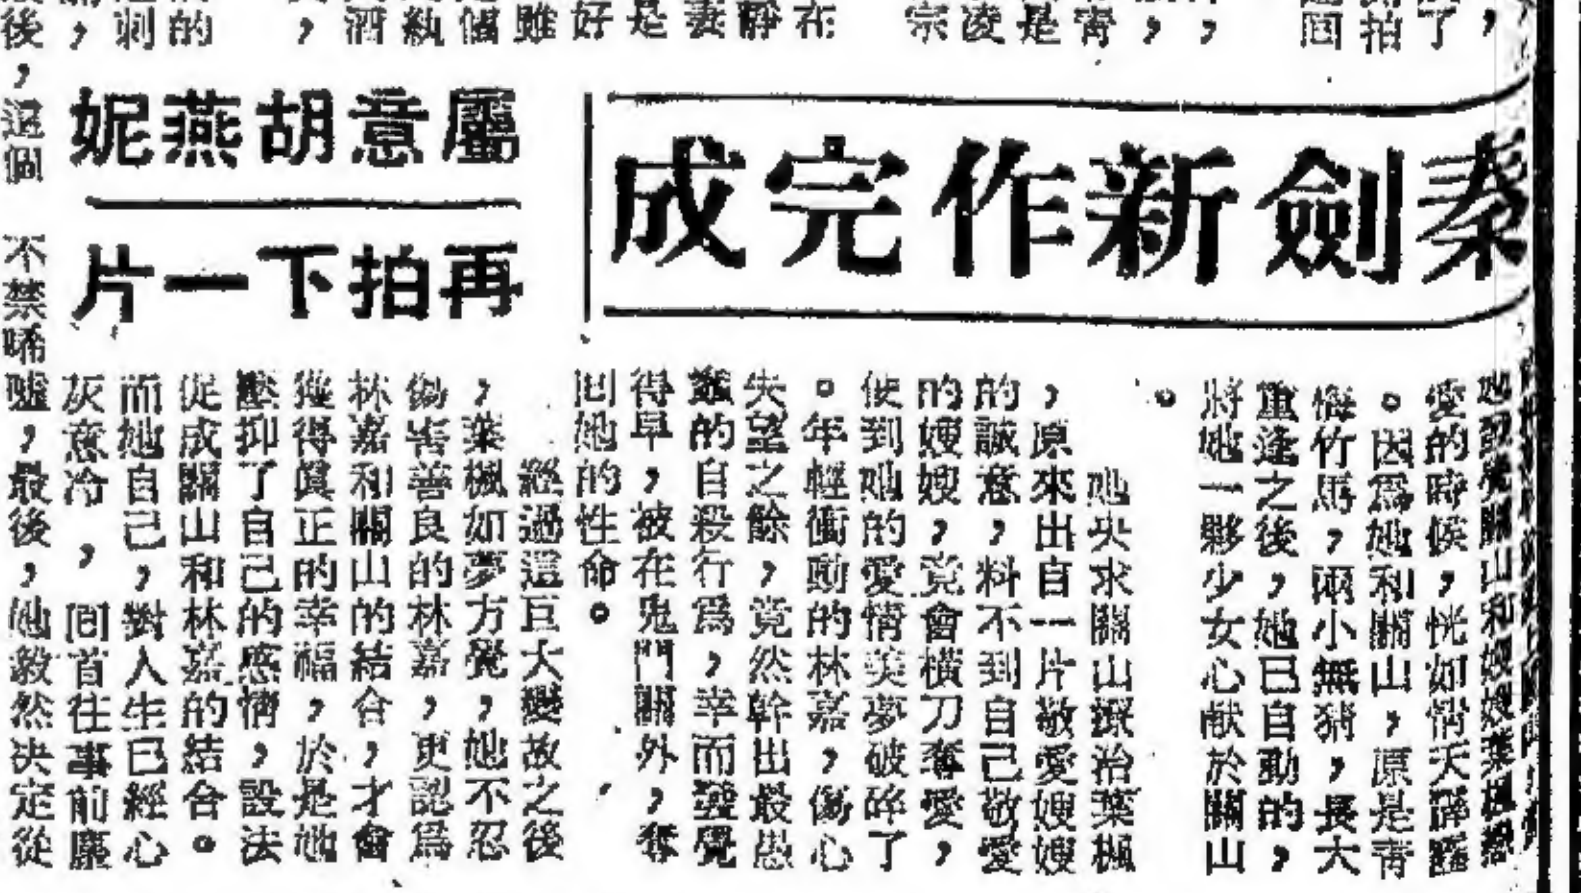 秦劍新作完成
屬意胡燕妮
再拍下一片
愛的時候，恍如情天霹靂
。因為她和關山，原是青
梅竹馬，兩小無猜，長大
重逢之後，她已自動的，
將她一夥少女心献於關山
。
她央求關山撩治葉楓
，原來出自一片敬愛嫂嫂
的誠意，料不到自己敬愛
的嫂嫂，竟會橫刀奪愛，
使到她的愛情美夢破碎了
。年輕衝動的林嘉，傷心
失望之餘，竟然幹出最愚
蠢的自殺行為，幸而發覺
得早，被在鬼門關外，奪
囘她的性命。
經過這巨大變故之後
，葉楓如夢方覺，她不忍
傷害善良的林嘉，更認為
林嘉和關山的結合，才會
獲得眞正的幸福，於是她
壓抑了自己的感情，設法
促成關山和林嘉的結合。
而她自己，對人生已經心
灰意冷，囘首往事前塵
不禁唏噓，最後，她毅然決定從